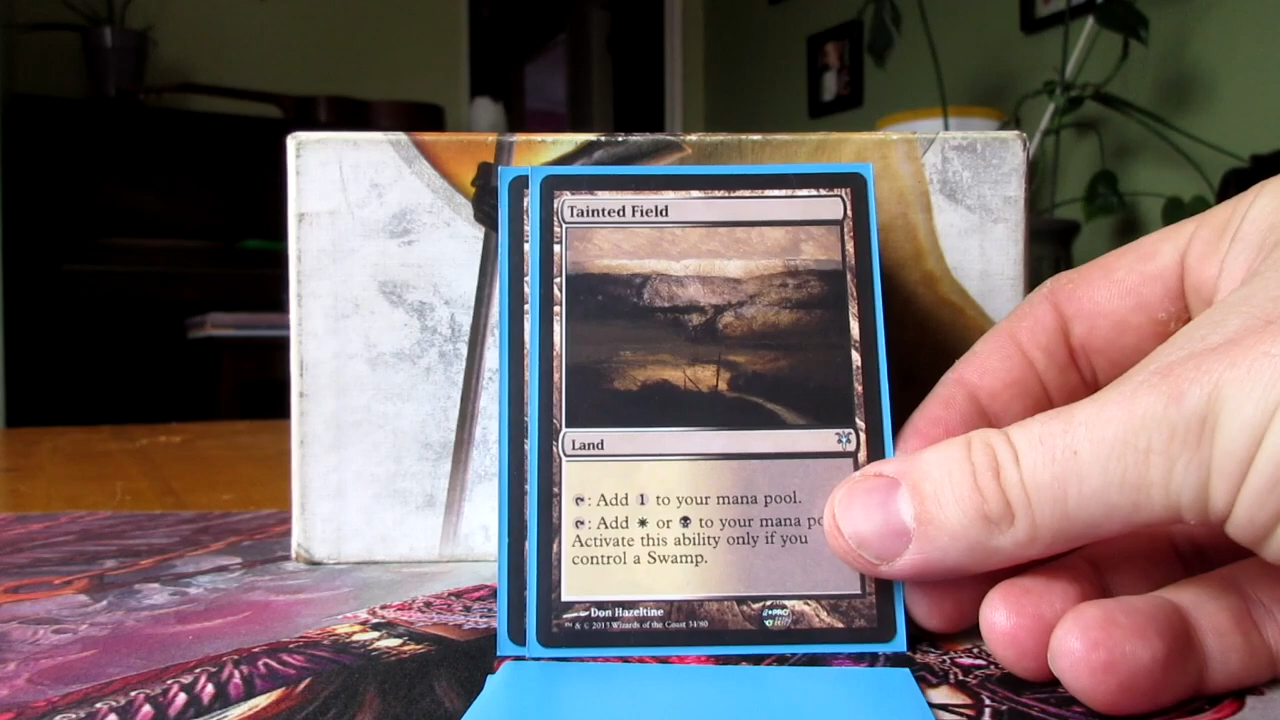 Tainted Field
Land
: Add 1 to your mana pool.
: Add or to your mana po
Activate this ability only if you
control a Swamp.
Don Hazeltine
™ & © 2013 Wizards of the Coast 34/80